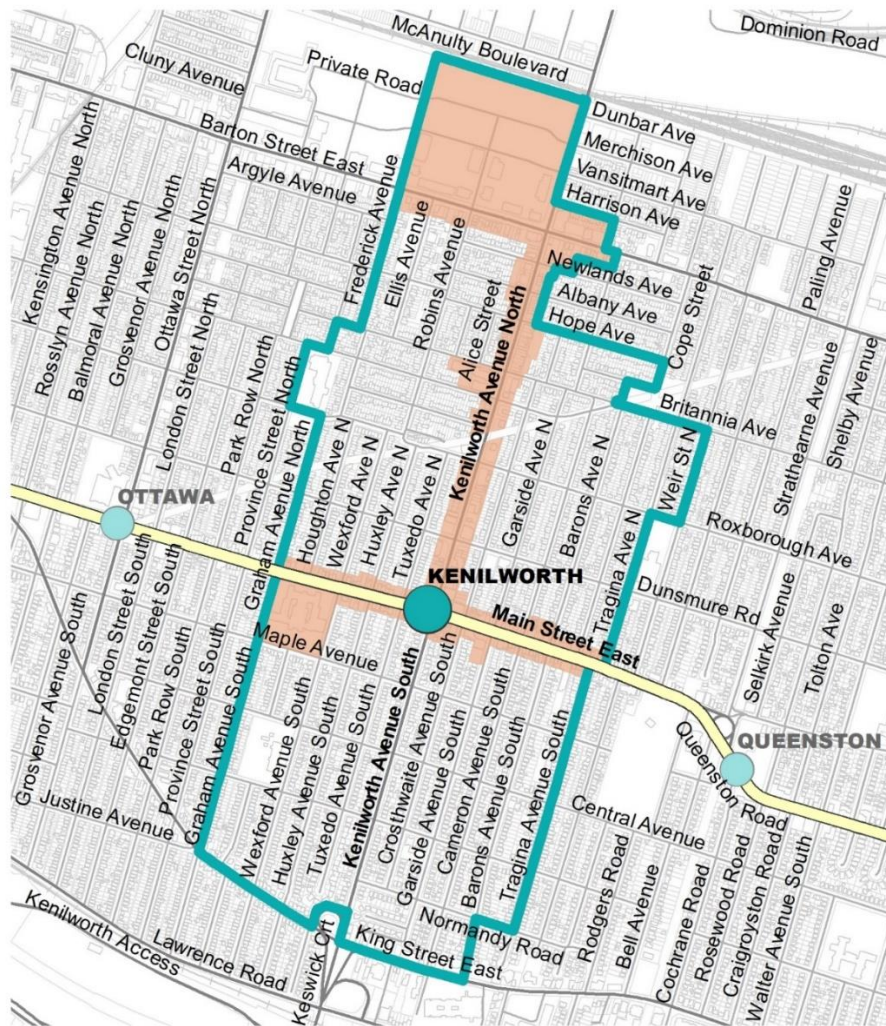 McAnulty Boulevard
Dominion Road
Cluny Avenue
Private Road
Dunbar Ave
Barton Street East
Merchison Ave
Argyle Avenue
Vansitmart Ave
Harrison Ave
Kensington Avenue North
Rosslyn Avenue North
Balmoral Avenue North
Grosvenor Avenue North
Ottawa Street North
Frederick Avenue
Ellis Avenue
Robins Avenue
Alice Street
Newlands Ave
Albany Ave
Hope Ave
Cope Street
Paling Avenue
London Street North
Park Row North
Province Street North
Graham Avenue North
Houghton Ave N
Wexford Ave N
Huxley Ave N
Tuxedo Ave N
Kenilworth Avenue North
Garside Ave N
Barons Ave N
Britannia Ave
Weir St N
Strathearne Avenue
Shelby Avenue
Roxborough Ave
OTTAWA
KENILWORTH
Tragina Ave N
Dunsmure Rd
Main Street East
Maple Avenue
Selkirk Avenue
Tolton Ave
Grosvenor Avenue South
London Street South
Edgemont Street South
Park Row South
Province Street South
Graham Avenue South
Wexford Avenue South
Huxley Avenue South
Tuxedo Avenue South
Kenilworth Avenue South
Crosthwaite Avenue South
Garside Avenue South
Cameron Avenue South
Barons Avenue South
Tragina Avenue South
QUEENSTON
Queenston Road
Central Avenue
Justine Avenue
Kenilworth Access
Lawrence Road
Keswick Crt
King Street East
Normandy Road
Rodgers Road
Bell Avenue
Cochrane Road
Rosewood Road
Craigroyston Road
Walter Avenue South